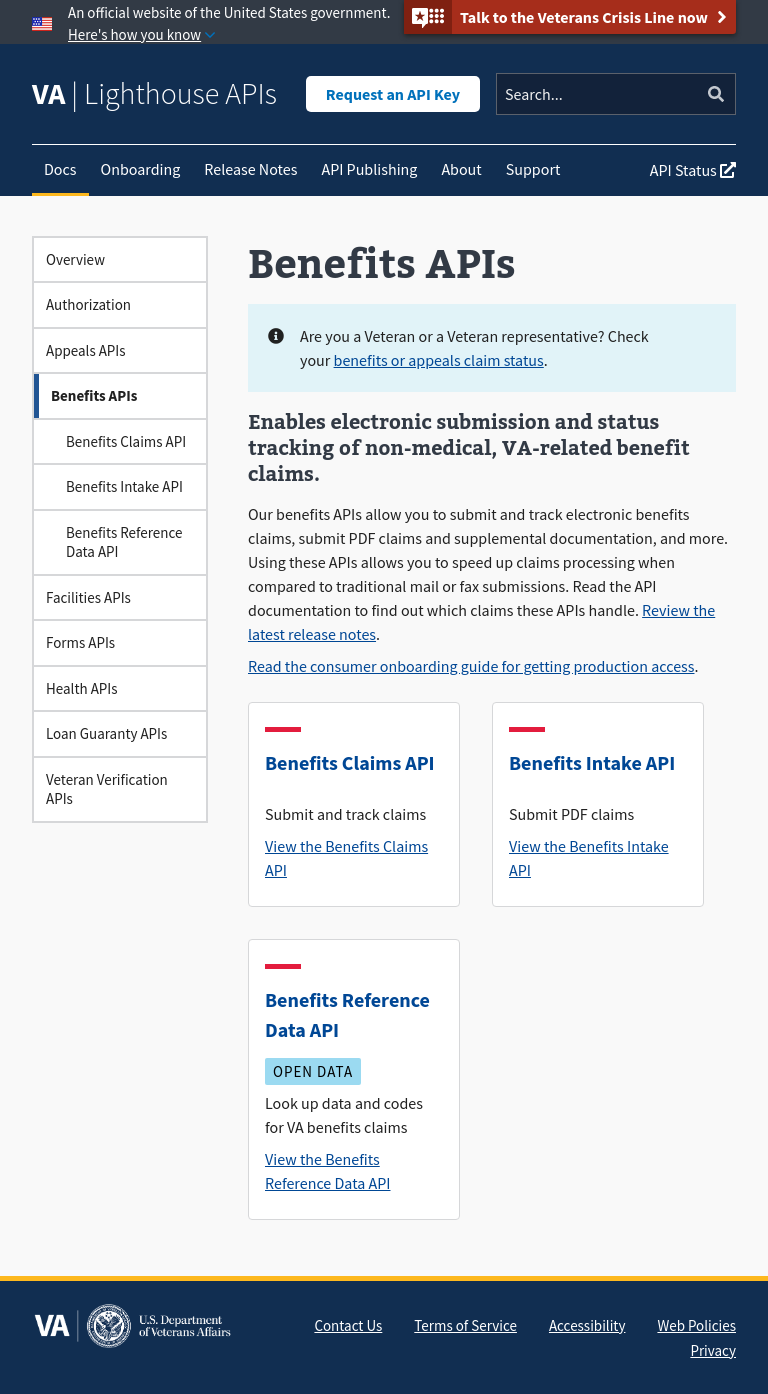 An official website of the United States government.
Here's how you know
Talk to the Veterans Crisis Line now
VA | Lighthouse APIs
Request an API Key
Search...
Docs
Onboarding
Release Notes
API Publishing
About
Support
API Status
Overview
Authorization
Appeals APIs
Benefits APIs
Benefits Claims API
Benefits Intake API
Benefits Reference
Data API
Facilities APIs
Forms APIs
Health APIs
Loan Guaranty APIs
Veteran Verification
APIs
Benefits APIs
Are you a Veteran or a Veteran representative? Check
your benefits or appeals claim status.
Enables electronic submission and status
tracking of non-medical, VA-related benefit
claims.
Our benefits APIs allow you to submit and track electronic benefits
claims, submit PDF claims and supplemental documentation, and more.
Using these APIs allows you to speed up claims processing when
compared to traditional mail or fax submissions. Read the API
documentation to find out which claims these APIs handle. Review the
latest release notes.
Read the consumer onboarding guide for getting production access.
Benefits Claims API
Submit and track claims
View the Benefits Claims
API
Benefits Intake API
Submit PDF claims
View the Benefits Intake
API
Benefits Reference
Data API
OPEN DATA
Look up data and codes
for VA benefits claims
View the Benefits
Reference Data API
VA
U.S. Department
of Veterans Affairs
Contact Us
Terms of Service
Accessibility
Web Policies
Privacy